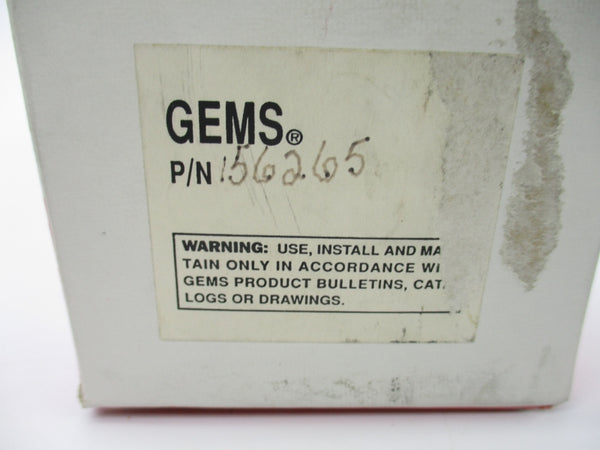 GEMS®
P/N 156265
WARNING: USE, INSTALL AND MA
TAIN ONLY IN ACCORDANCE WI
GEMS PRODUCT BULLETINS, CAT
LOGS OR DRAWINGS.